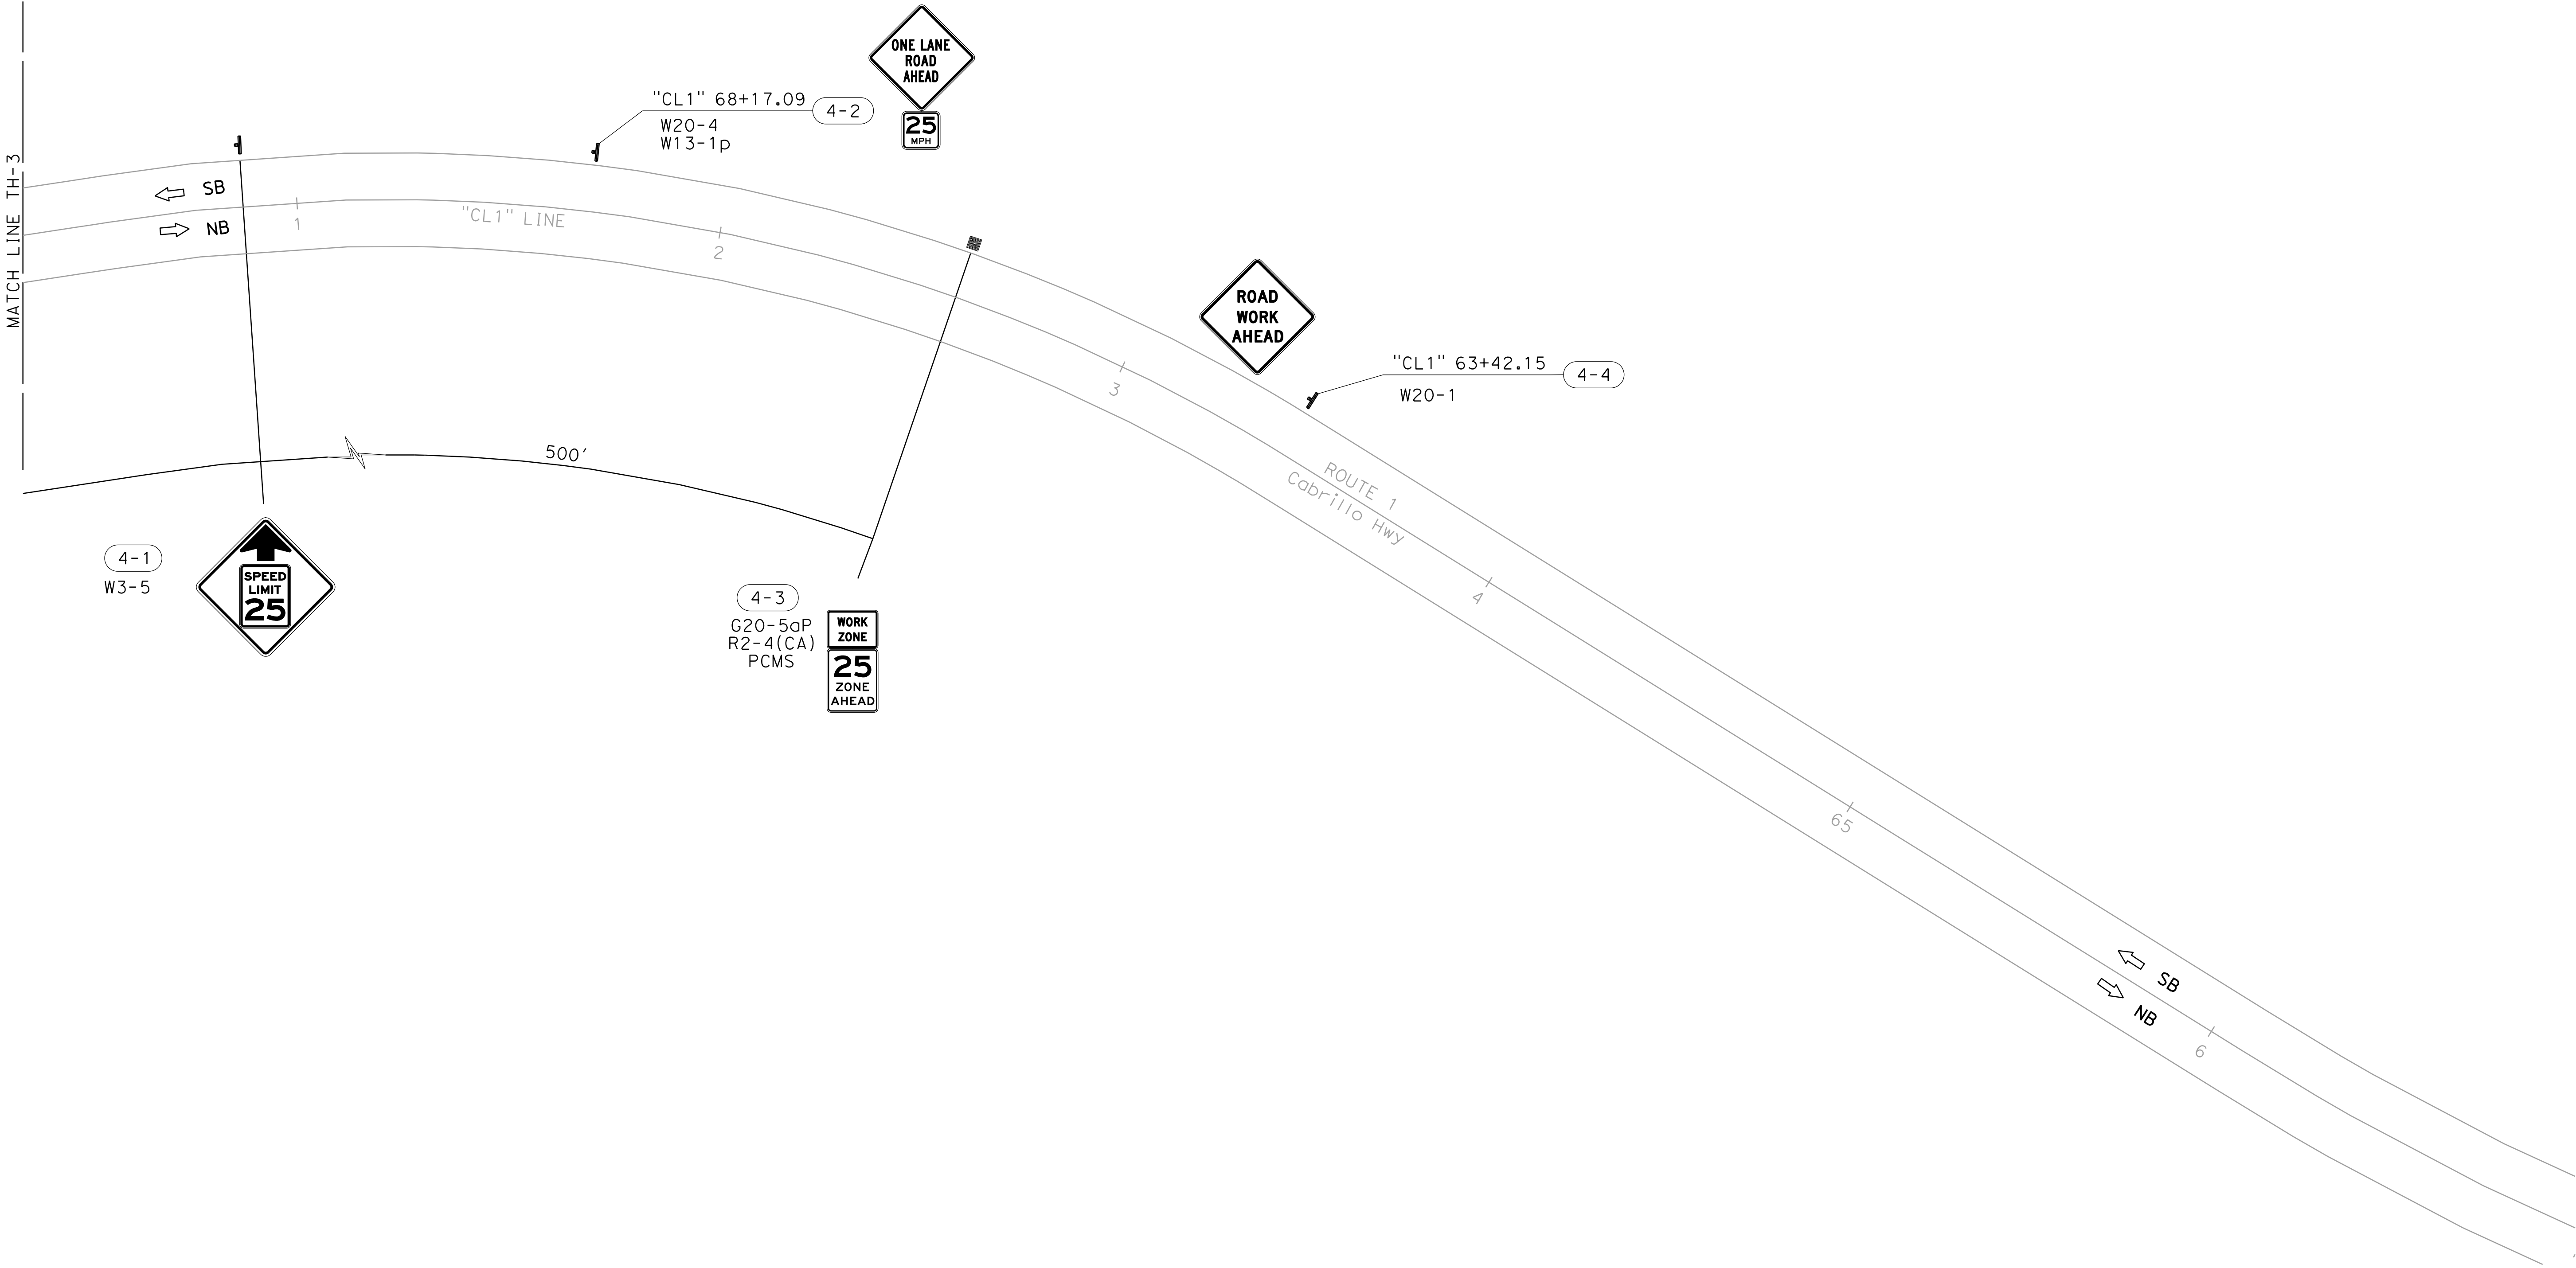 ONE LANE
ROAD
AHEAD
25
MPH
"CL1" 68+17.09
4-2
W20-4
W13-1p
MATCH LINE TH-3
SB
NB
1
"CL1" LINE
2
3
ROAD
WORK
AHEAD
"CL1" 63+42.15
4-4
W20-1
500'
ROUTE 1
Cabrillo Hwy
4
4-1
W3-5
SPEED
LIMIT
25
4-3
G20-5aP
R2-4(CA)
PCMS
WORK
ZONE
25
ZONE
AHEAD
65
SB
NB
6